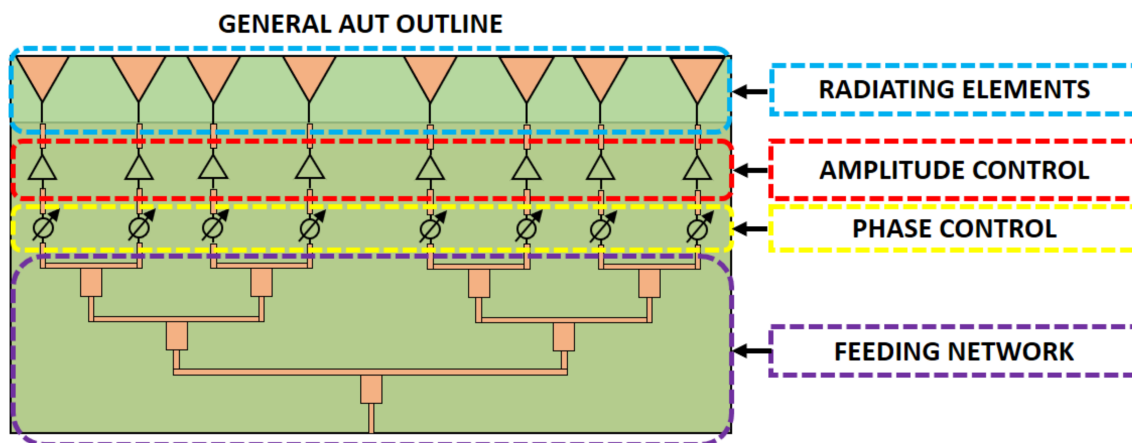 GENERAL AUT OUTLINE
RADIATING ELEMENTS
AMPLITUDE CONTROL
PHASE CONTROL
FEEDING NETWORK